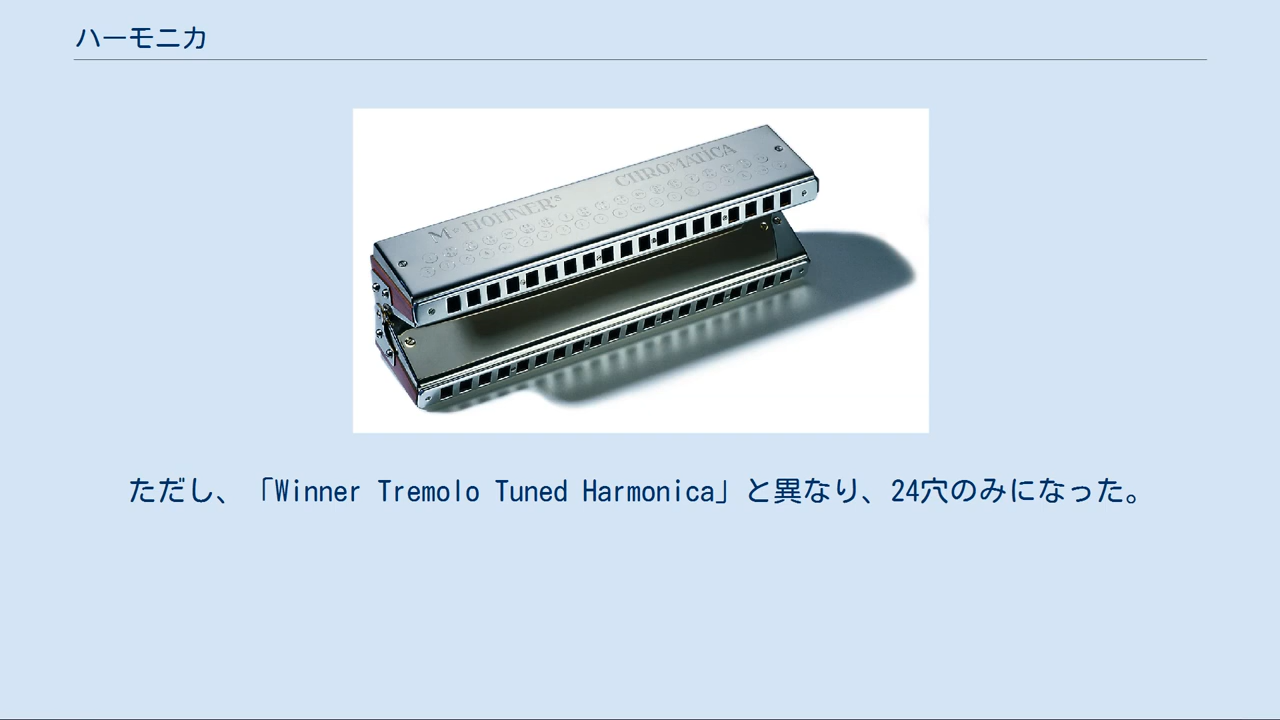 ハーモニカ
M. HOHNER®
CHROMATICA
ただし、「Winner Tremolo Tuned Harmonica」と異なり、24穴のみになった。